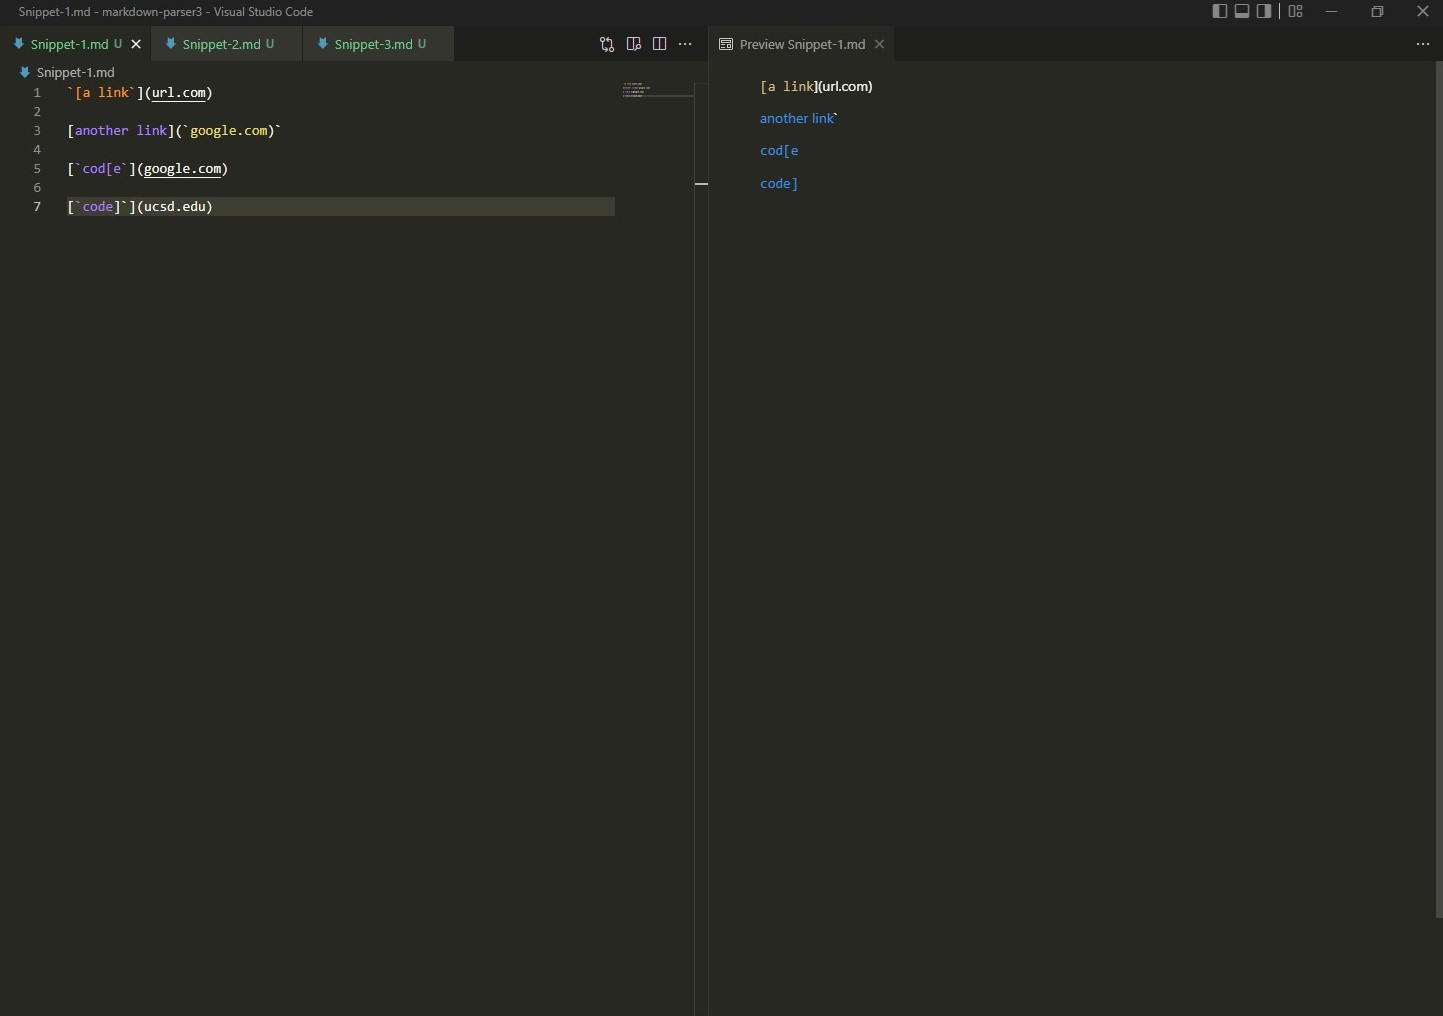 Snippet-1.md - markdown-parser3 - Visual Studio Code
Snippet-1.md U Snippet-2.md U Snippet-3.md U
Snippet-1.md
1 `[a link`](url.com)
2
3 [another link](`google.com)`
4
5 [`cod[e`](google.com)
6
7 [`code]`](ucsd.edu)
Preview Snippet-1.md
[a link](url.com)
another link`
cod[e
code]